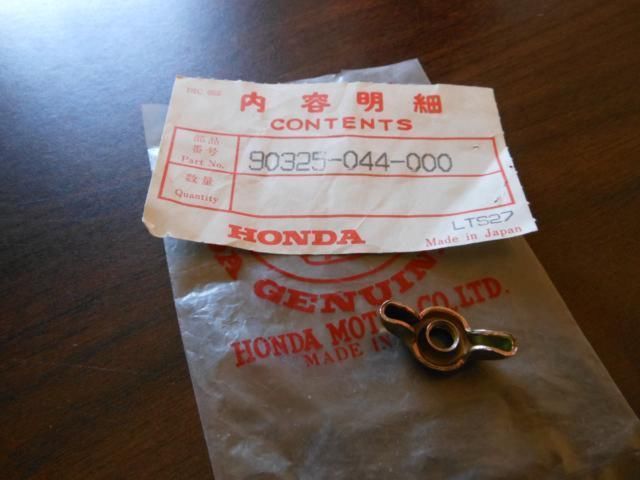 内容明細
CONTENTS
部品
番号
Part No.
90325-044-000
数量
Quantity
LTS27
HONDA
Made in Japan
GENUIN
HONDA MOTO CO.,LTD.
MADE IN